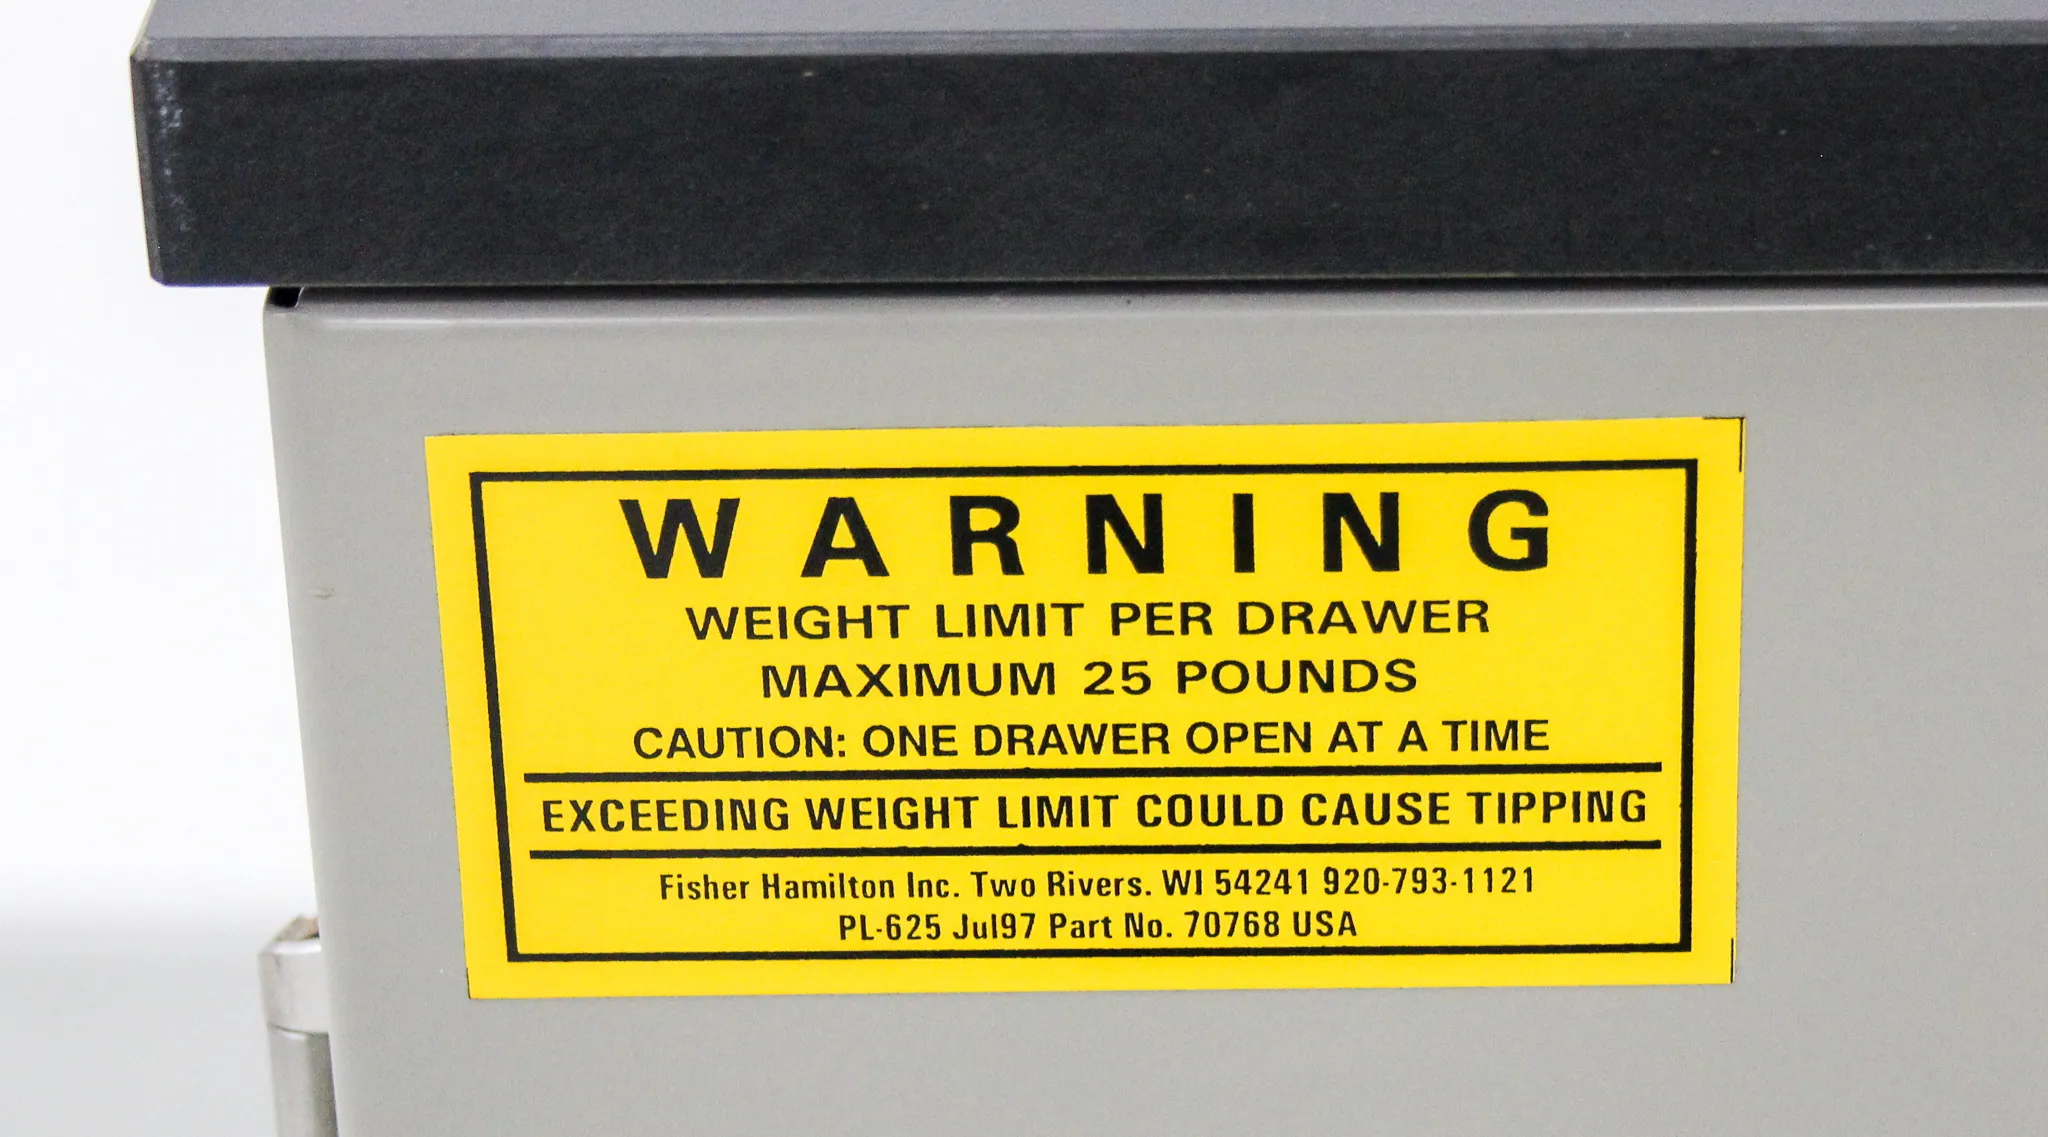 WARNING
WEIGHT LIMIT PER DRAWER
MAXIMUM 25 POUNDS
CAUTION: ONE DRAWER OPEN AT A TIME
EXCEEDING WEIGHT LIMIT COULD CAUSE TIPPING
Fisher Hamilton Inc. Two Rivers. WI 54241 920-793-1121
PL-625 Jul97 Part No. 70768 USA